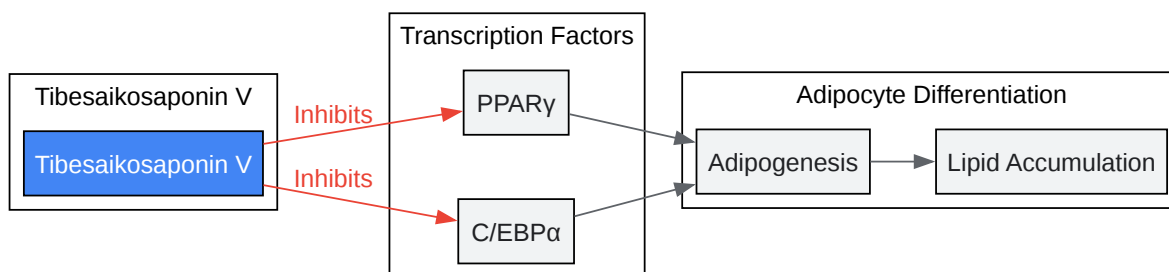 Tibesaikosaponin V
Tibesaikosaponin V
Inhibits
Inhibits
Transcription Factors
PPARγ
C/EBPα
Adipocyte Differentiation
Adipogenesis
Lipid Accumulation